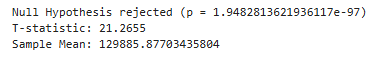 Null Hypothesis rejected (p = 1.9482813621936117e-97)
T-statistic: 21.2655
Sample Mean: 129885.87703435804